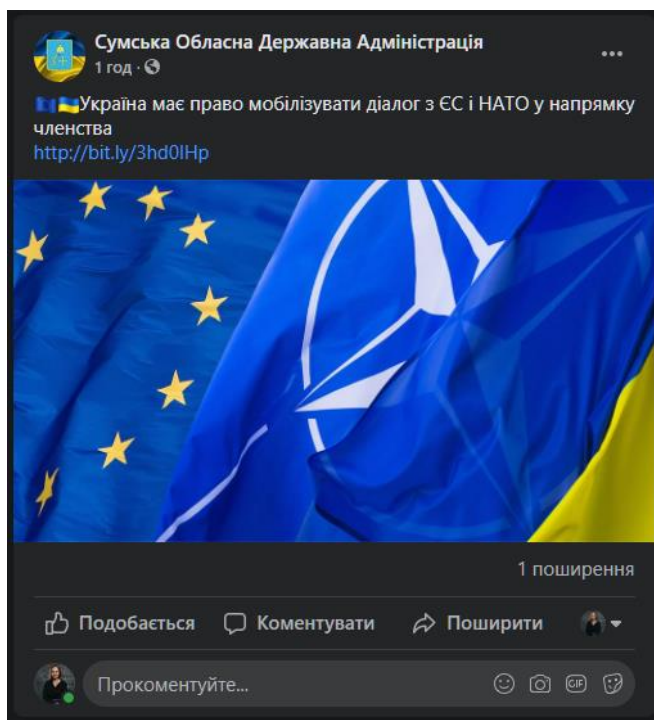 Сумська Обласна Державна Адміністрація
1 год ·
🇪🇺🇺🇦Україна має право мобілізувати діалог з ЄС і НАТО у напрямку
членства
http://bit.ly/3hd0lHp
1 поширення
Подобається Коментувати Поширити
Прокоментуйте... GIF